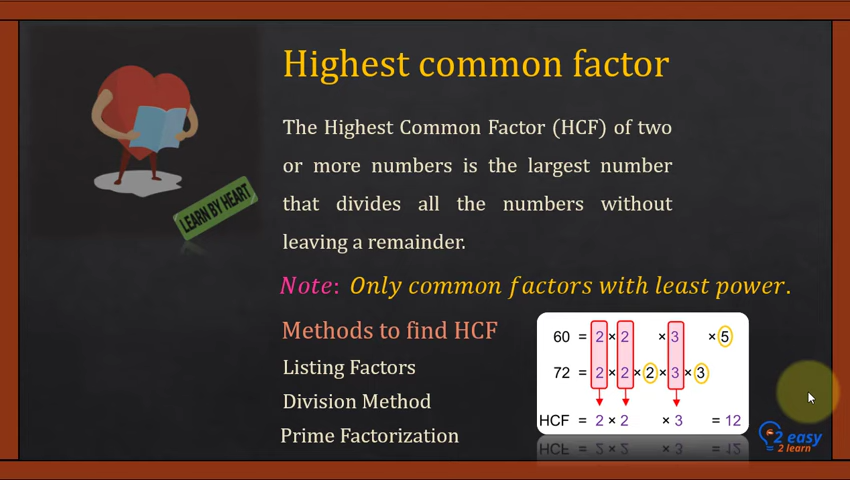 Highest common factor
The Highest Common Factor (HCF) of two
or more numbers is the largest number
that divides all the numbers without
leaving a remainder.
LEARN BY HEART
Note: Only common factors with least power.
Methods to find HCF
Listing Factors
Division Method
Prime Factorization
60 = 2 × 2 × 3 × 5
72 = 2 × 2 × 2 × 3 × 3
HCF = 2 × 2 × 3 = 12
2 easy
2 learn